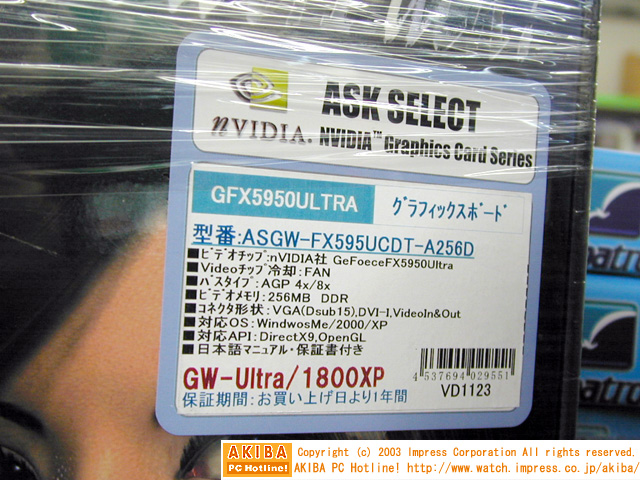 nVIDIA.
ASK SELECT
NVIDIA™ Graphics Card Series
GFX5950ULTRA
グラフィックスボード
型番:ASGW-FX595UCDT-A256D
■ビデオチップ:nVIDIA社 GeFoeceFX5950Ultra
■Videoチップ冷却:FAN
■バスタイプ:AGP 4x/8x
■ビデオメモリ:256MB DDR
■コネクタ形状:VGA(Dsub15),DVI-I,VideoIn&Out
■対応OS:WindwosMe/2000/XP
■対応API:DirectX9,OpenGL
■日本語マニュアル・保証書付き
GW-Ultra/1800XP
保証期間:お買い上げ日より1年間
4 537694 029551
VD1123
AKIBA
PC Hotline!
Copyright (c) 2003 Impress Corporation All rights reserved.
AKIBA PC Hotline! http://www.watch.impress.co.jp/akiba/